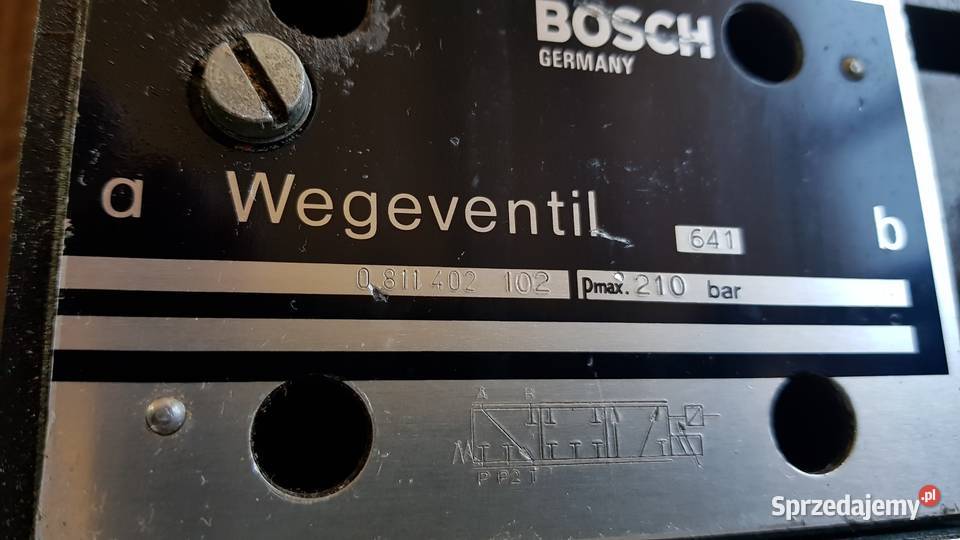 BOSCH
GERMANY
a Wegeventil 641 b
0 811 402 102 pmax. 210 bar
A B
P P2 T
Sprzedajemy.pl